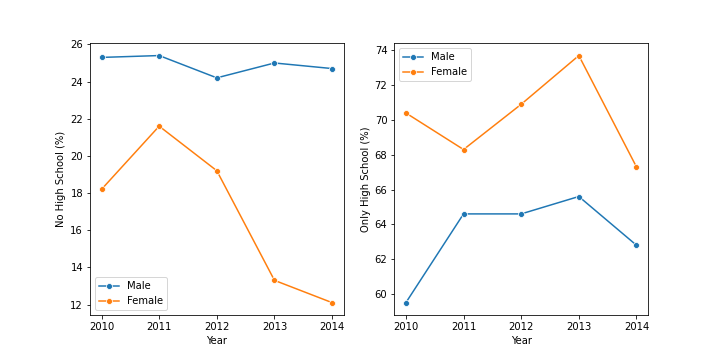 No High School (%)
26
24
22
20
18
16
14
12
Male
Female
2010 2011 2012 2013 2014
Year
Only High School (%)
74
72
70
68
66
64
62
60
Male
Female
2010 2011 2012 2013 2014
Year